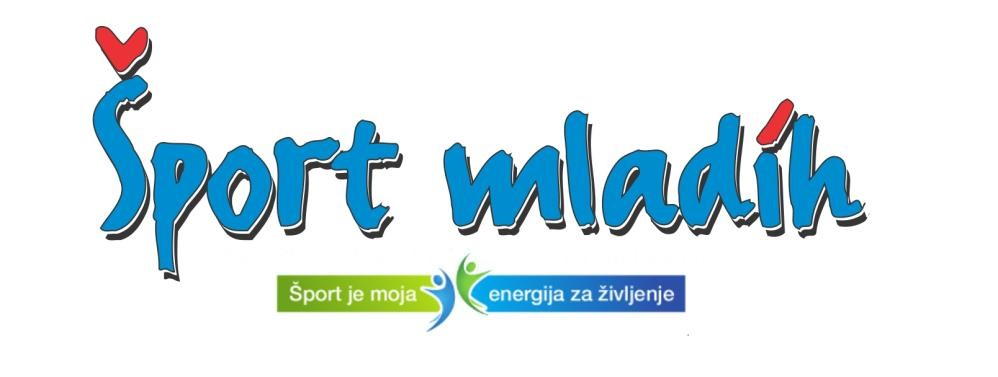 Šport mladih
Šport je moja energija za življenje